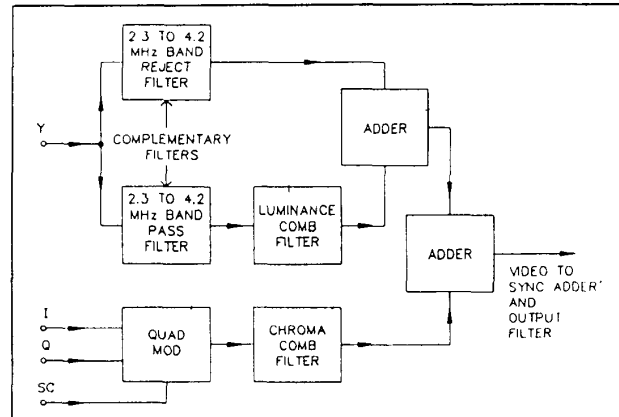 2.3 TO 4.2
MHz BAND
REJECT
FILTER
ADDER
Y
COMPLEMENTARY
FILTERS
2.3 TO 4.2
MHz BAND
PASS
FILTER
LUMINANCE
COMB
FILTER
ADDER
VIDEO TO
SYNC ADDER
AND
OUTPUT
FILTER
I
Q
SC
QUAD
MOD
CHROMA
COMB
FILTER